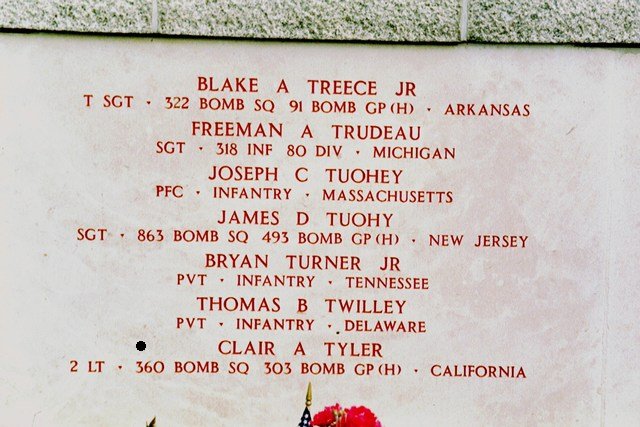 BLAKE A TREECE JR
T SGT · 322 BOMB SQ 91 BOMB GP (H) · ARKANSAS
FREEMAN A TRUDEAU
SGT · 318 INF 80 DIV · MICHIGAN
JOSEPH C TUOHEY
PFC · INFANTRY · MASSACHUSETTS
JAMES D TUOHY
SGT · 863 BOMB SQ 493 BOMB GP (H) · NEW JERSEY
BRYAN TURNER JR
PVT · INFANTRY · TENNESSEE
THOMAS B TWILLEY
PVT · INFANTRY · DELAWARE
CLAIR A TYLER
2 LT · 360 BOMB SQ 303 BOMB GP (H) · CALIFORNIA